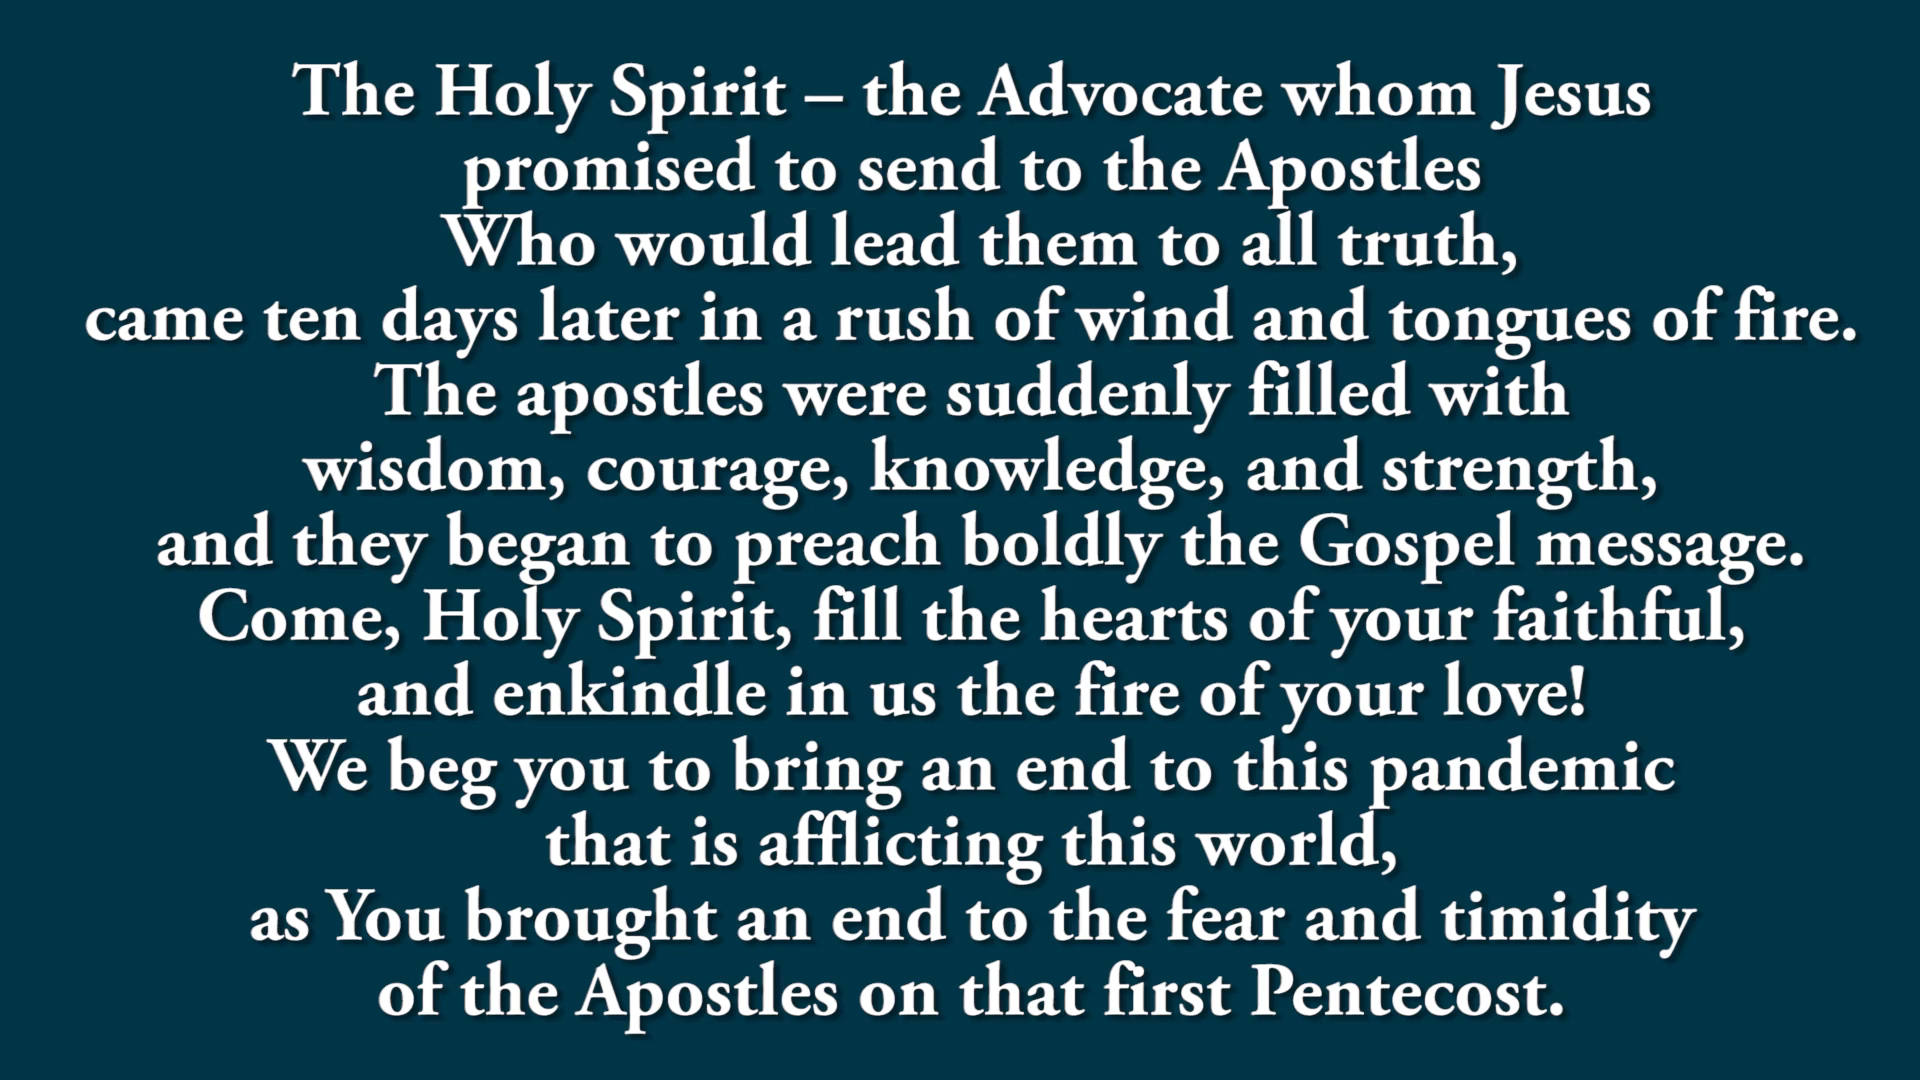 The Holy Spirit – the Advocate whom Jesus
promised to send to the Apostles
Who would lead them to all truth,
came ten days later in a rush of wind and tongues of fire.
The apostles were suddenly filled with
wisdom, courage, knowledge, and strength,
and they began to preach boldly the Gospel message.
Come, Holy Spirit, fill the hearts of your faithful,
and enkindle in us the fire of your love!
We beg you to bring an end to this pandemic
that is afflicting this world,
as You brought an end to the fear and timidity
of the Apostles on that first Pentecost.